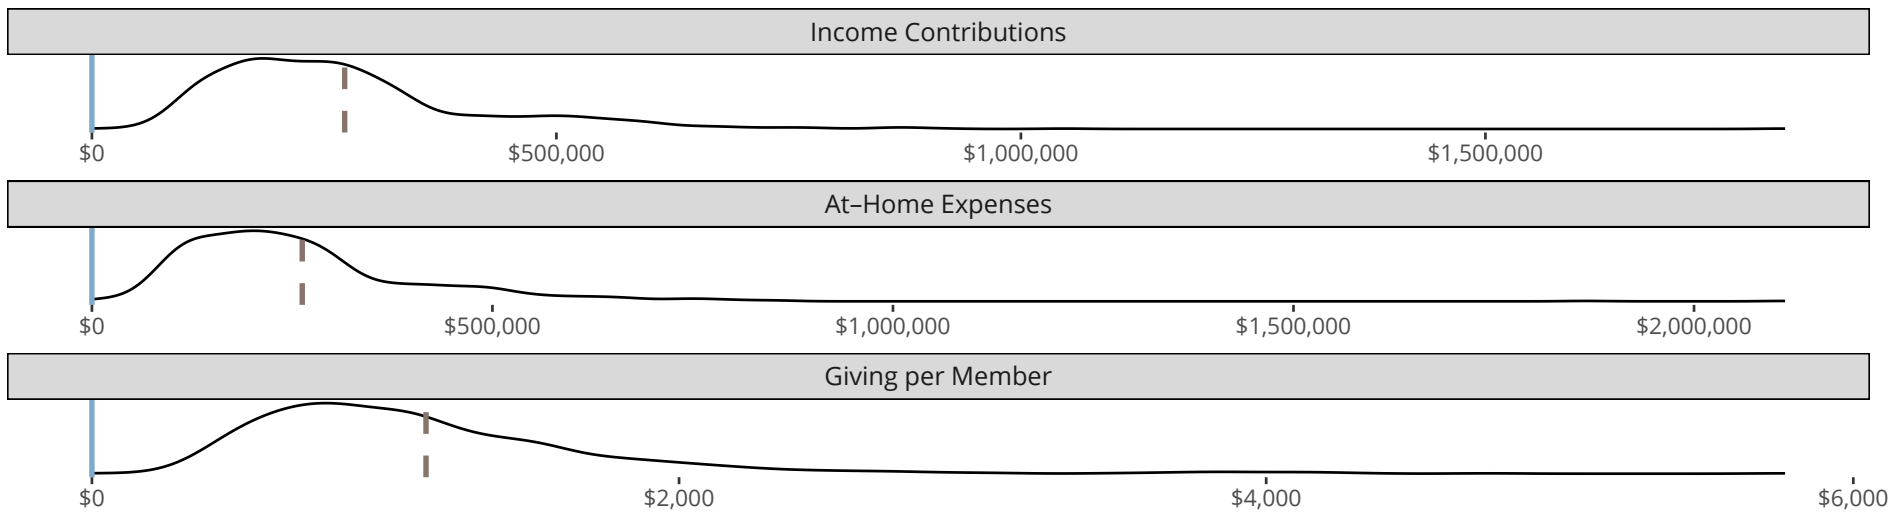 Income Contributions
$0 $500,000 $1,000,000 $1,500,000
At–Home Expenses
$0 $500,000 $1,000,000 $1,500,000 $2,000,000
Giving per Member
$0 $2,000 $4,000 $6,000